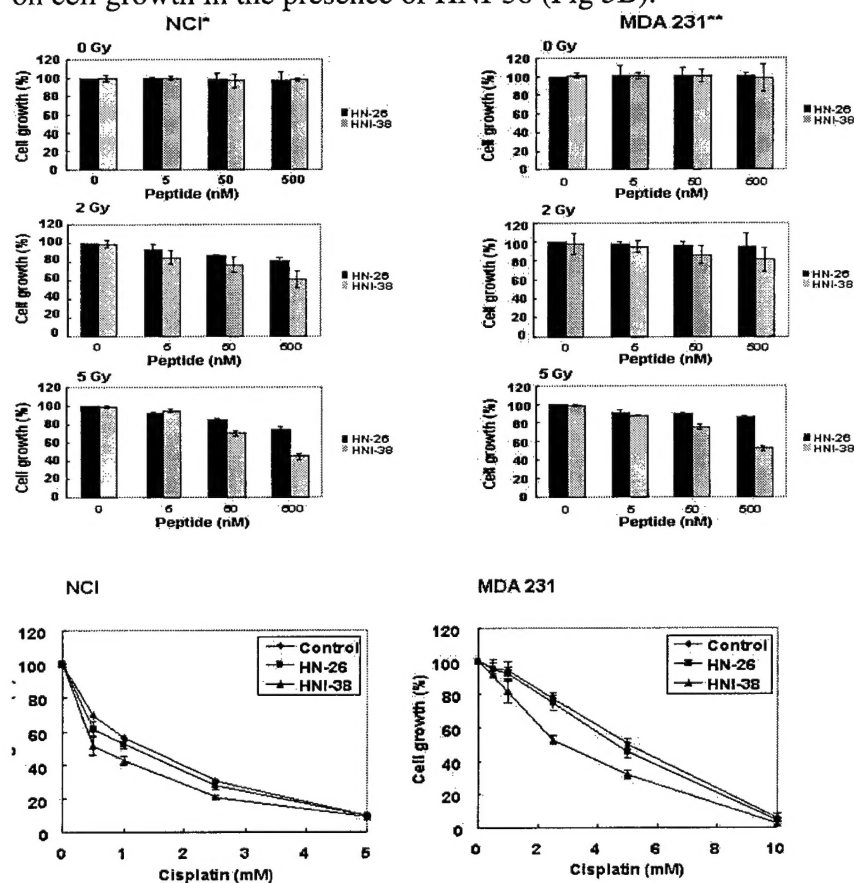 on cell growth in the presence of HNI-38 (Fig
NCI*
0 Gy
Cell growth (%)
120
100
80
60
40
20
0
0 5 50 500
Peptide (nM)
HN-26
HNI-38
MDA 231**
0 Gy
Cell growth (%)
120
100
80
60
40
20
0
0 5 50 500
Peptide (nM)
HN-26
HNI-38
2 Gy
Cell growth (%)
120
100
80
60
40
20
0
0 5 50 500
Peptide (nM)
HN-26
HNI-38
2 Gy
Cell growth (%)
120
100
80
60
40
20
0
0 5 50 500
Peptide (nM)
HN-26
HNI-38
5 Gy
Cell growth (%)
120
100
80
60
40
20
0
0 5 50 500
Peptide (nM)
HN-26
HNI-38
5 Gy
Cell growth (%)
120
100
80
60
40
20
0
0 5 50 500
Peptide (nM)
HN-26
HNI-38
NCI
120
100
80
60
40
20
0
0 1 2 3 4 5
Cisplatin (mM)
Control
HN-26
HNI-38
MDA 231
Cell growth (%)
120
100
80
60
40
20
0
0 2 4 6 8 10
Cisplatin (mM)
Control
HN-26
HNI-38